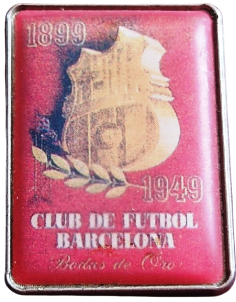 1899
1949
CLUB DE FUTBOL
BARCELONA
Bodas de Oro